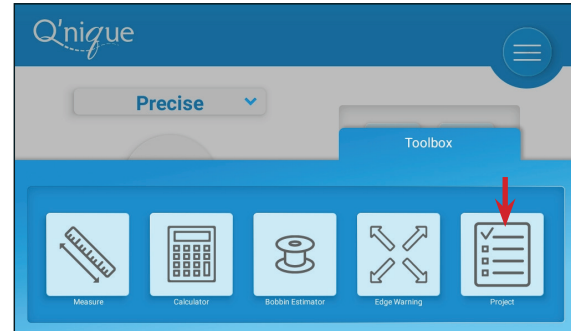 Q'nique
Precise
Toolbox
Measure
Calculator
Bobbin Estimator
Edge Warning
Project